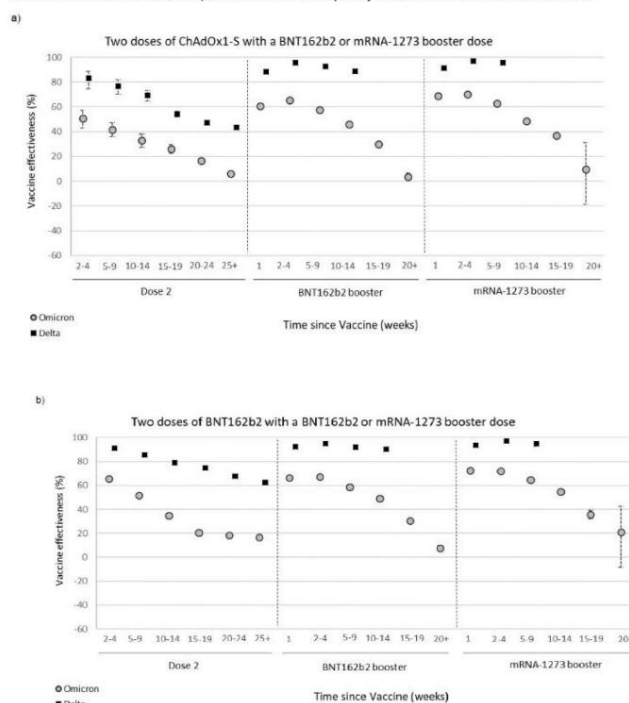 a)
Two doses of ChAdOx1-S with a BNT162b2 or mRNA-1273 booster dose
Vaccine effectiveness (%)
100
80
60
40
20
0
-20
-40
-60
2-4 5-9 10-14 15-19 20-24 25+ 1 2-4 5-9 10-14 15-19 20+ 1 2-4 5-9 10-14 15-19 20+
Dose 2 BNT162b2 booster mRNA-1273 booster
Omicron
Delta
Time since Vaccine (weeks)
b)
Two doses of BNT162b2 with a BNT162b2 or mRNA-1273 booster dose
Vaccine effectiveness (%)
100
80
60
40
20
0
-20
-40
-60
2-4 5-9 10-14 15-19 20-24 25+ 1 2-4 5-9 10-14 15-19 20+ 1 2-4 5-9 10-14 15-19 20
Dose 2 BNT162b2 booster mRNA-1273 booster
Omicron
Delta
Time since Vaccine (weeks)